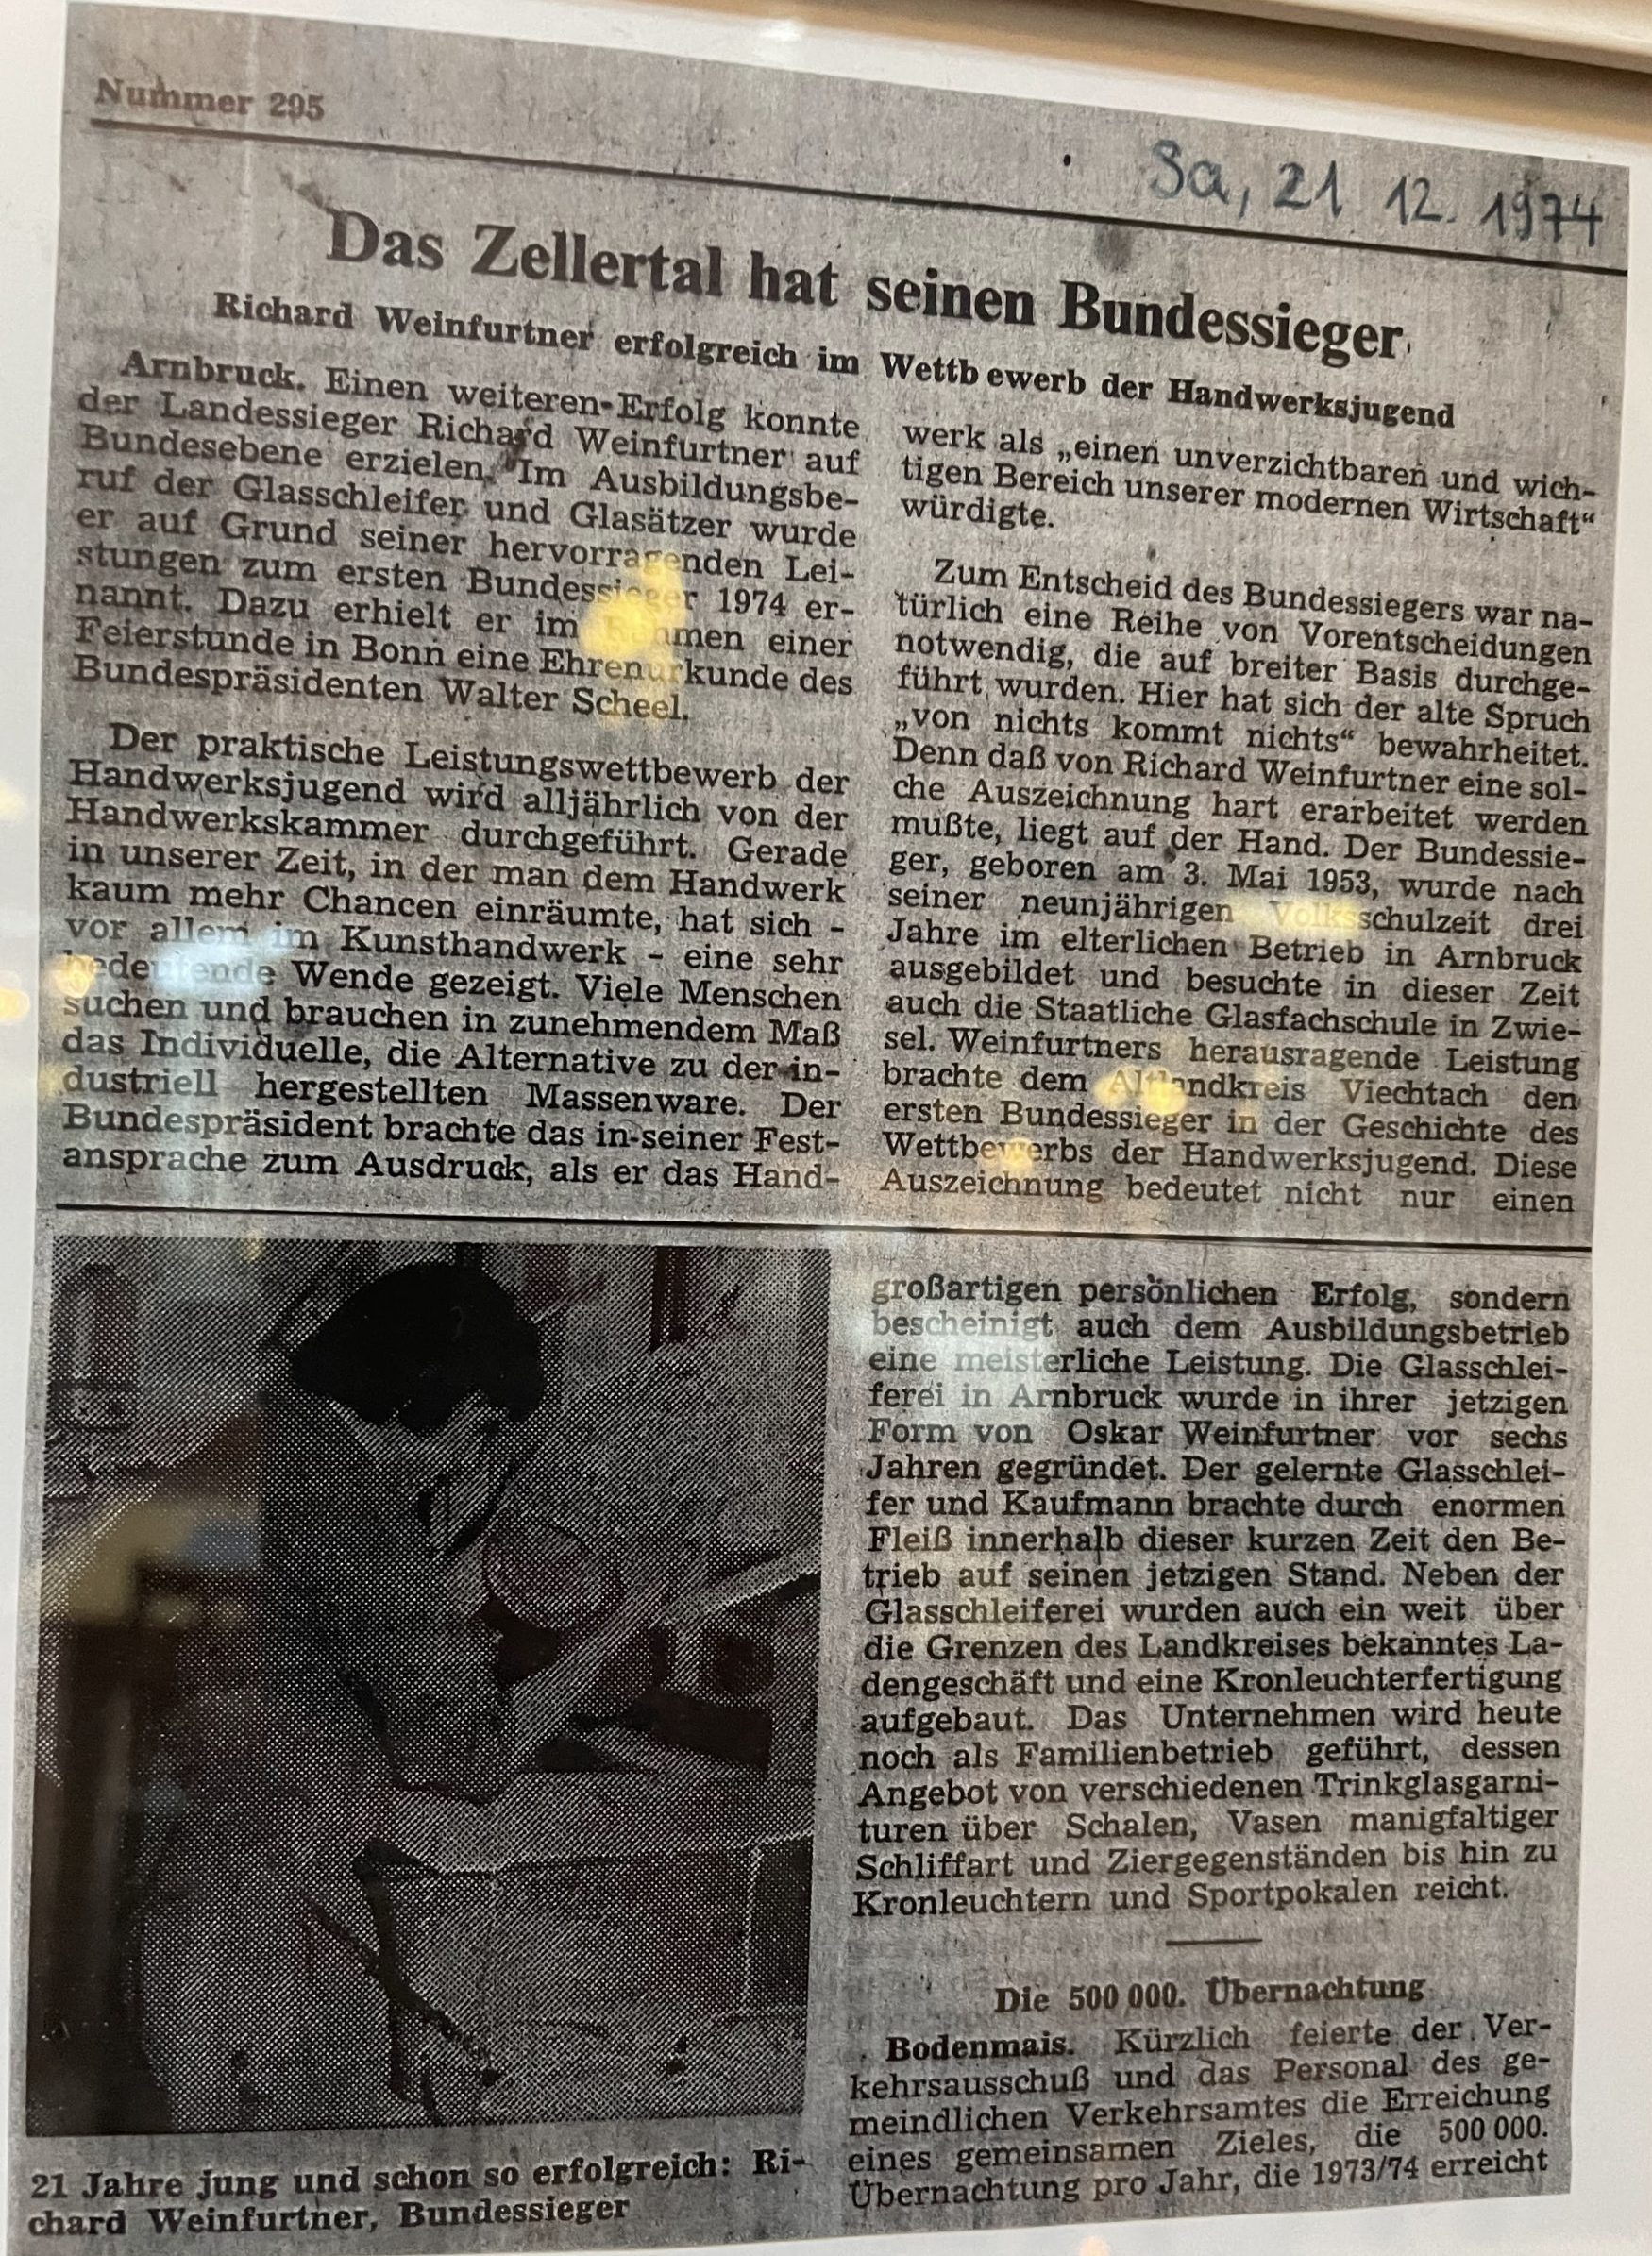 Nummer 295
Sa, 21 12. 1974
Das Zellertal hat seinen Bundessieger
Richard Weinfurtner erfolgreich im Wettbewerb der Handwerksjugend
Arnbruck. Einen weiteren Erfolg konnte
der Landessieger Richard Weinfurtner auf
Bundesebene erzielen. Im Ausbildungsbe-
ruf der Glasschleifer und Glasätzer wurde
er auf Grund seiner hervorragenden Lei-
stungen zum ersten Bundessieger 1974 er-
nannt. Dazu erhielt er im Rahmen einer
Feierstunde in Bonn eine Ehrenurkunde des
Bundespräsidenten Walter Scheel.
Der praktische Leistungswettbewerb der
Handwerksjugend wird alljährlich von der
Handwerkskammer durchgeführt. Gerade
in unserer Zeit, in der man dem Handwerk
kaum mehr Chancen einräumte, hat sich –
vor allem im Kunsthandwerk – eine sehr
bedeutende Wende gezeigt. Viele Menschen
suchen und brauchen in zunehmendem Maß
das Individuelle, die Alternative zu der in-
dustriell hergestellten Massenware. Der
Bundespräsident brachte das in seiner Fest-
ansprache zum Ausdruck, als er das Hand-
werk als „einen unverzichtbaren und wich-
tigen Bereich unserer modernen Wirtschaft“
würdigte.
Zum Entscheid des Bundessiegers war na-
türlich eine Reihe von Vorentscheidungen
notwendig, die auf breiter Basis durchge-
führt wurden. Hier hat sich der alte Spruch
„von nichts kommt nichts“ bewahrheitet.
Denn daß von Richard Weinfurtner eine sol-
che Auszeichnung hart erarbeitet werden
mußte, liegt auf der Hand. Der Bundessie-
ger, geboren am 3. Mai 1953, wurde nach
seiner neunjährigen Volksschulzeit drei
Jahre im elterlichen Betrieb in Arnbruck
ausgebildet und besuchte in dieser Zeit
auch die Staatliche Glasfachschule in Zwie-
sel. Weinfurtners herausragende Leistung
brachte dem Altlandkreis Viechtach den
ersten Bundessieger in der Geschichte des
Wettbewerbs der Handwerksjugend. Diese
Auszeichnung bedeutet nicht nur einen
großartigen persönlichen Erfolg, sondern
bescheinigt auch dem Ausbildungsbetrieb
eine meisterliche Leistung. Die Glasschlei-
ferei in Arnbruck wurde in ihrer jetzigen
Form von Oskar Weinfurtner vor sechs
Jahren gegründet. Der gelernte Glasschlei-
fer und Kaufmann brachte durch enormen
Fleiß innerhalb dieser kurzen Zeit den Be-
trieb auf seinen jetzigen Stand. Neben der
Glasschleiferei wurden auch ein weit über
die Grenzen des Landkreises bekanntes La-
dengeschäft und eine Kronleuchterfertigung
aufgebaut. Das Unternehmen wird heute
noch als Familienbetrieb geführt, dessen
Angebot von verschiedenen Trinkglasgarni-
turen über Schalen, Vasen manigfaltiger
Schliffart und Ziergegenständen bis hin zu
Kronleuchtern und Sportpokalen reicht.
Die 500 000. Übernachtung
Bodenmais. Kürzlich feierte der Ver-
kehrsausschuß und das Personal des ge-
meindlichen Verkehrsamtes die Erreichung
eines gemeinsamen Zieles, die 500 000.
Übernachtung pro Jahr, die 1973/74 erreicht
21 Jahre jung und schon so erfolgreich: Ri-
chard Weinfurtner, Bundessieger